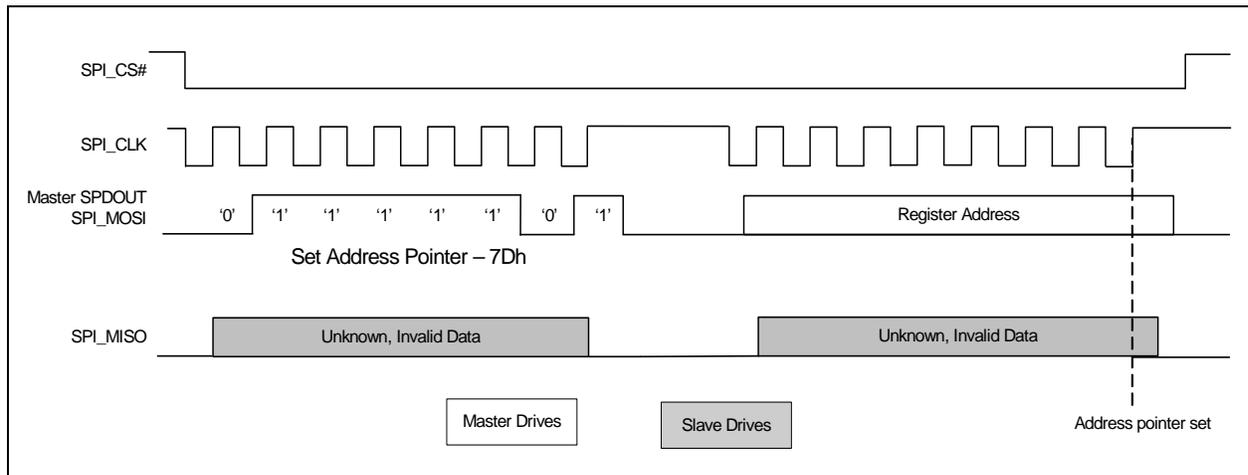 SPI_CS#
SPI_CLK
Master SPDOUT
SPI_MOSI
‘0’ ‘1’ ‘1’ ‘1’ ‘1’ ‘1’ ‘0’ ‘1’
Register Address
Set Address Pointer – 7Dh
SPI_MISO
Unknown, Invalid Data
Unknown, Invalid Data
Master Drives
Slave Drives
Address pointer set